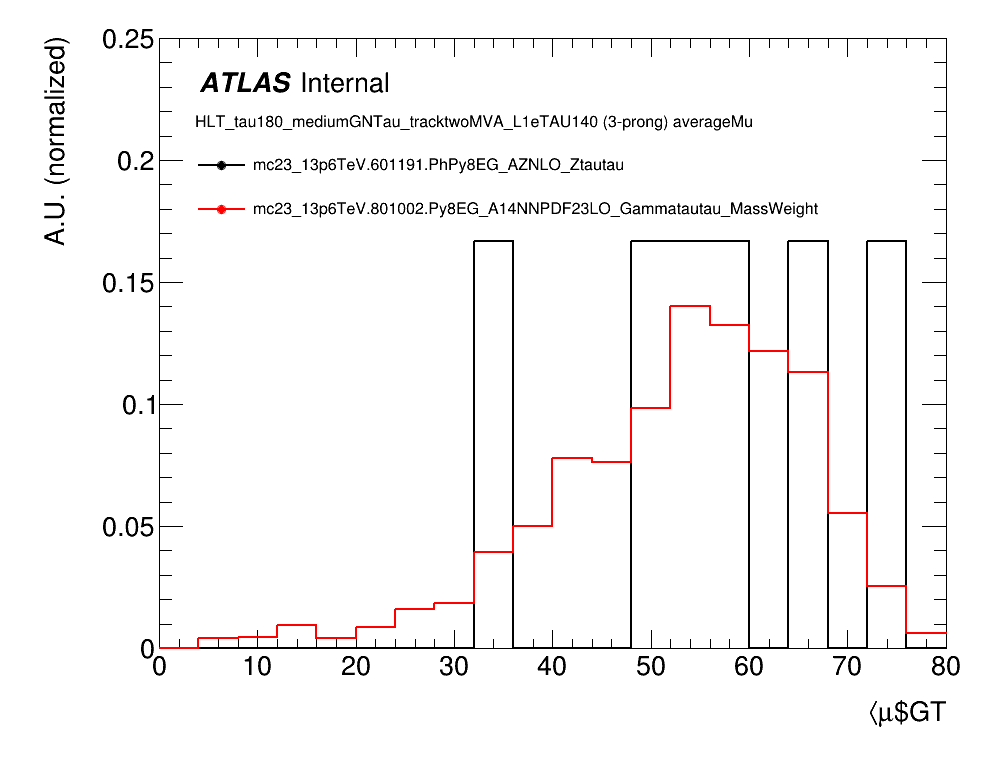 A.U. (normalized)
0.25
0.2
0.15
0.1
0.05
0
ATLAS Internal
HLT_tau180_mediumGNTau_tracktwoMVA_L1eTAU140 (3-prong) averageMu
mc23_13p6TeV.601191.PhPy8EG_AZNLO_Ztautau
mc23_13p6TeV.801002.Py8EG_A14NNPDF23LO_Gammatautau_MassWeight
0 10 20 30 40 50 60 70 80
⟨μ$GT